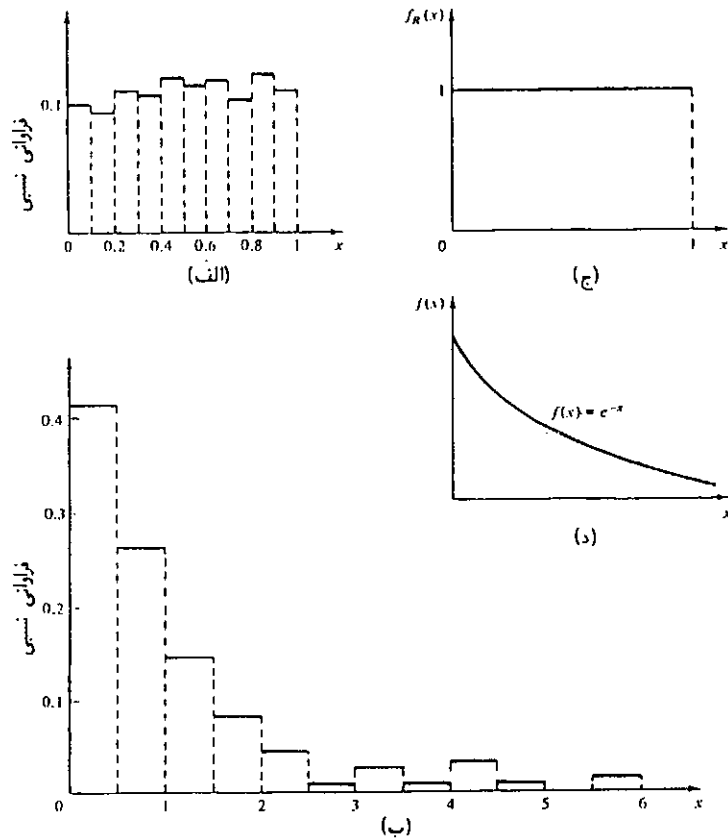 فراوانی نسبی
0.1
0 0.2 0.4 0.6 0.8 1 x
(الف)
f_R(x)
1
0 1 x
(ج)
f(x)
f(x) = e^{-x}
x
(د)
فراوانی نسبی
0.4
0.4
0.2
0.1
0 1 2 3 4 5 6 x
(ب)